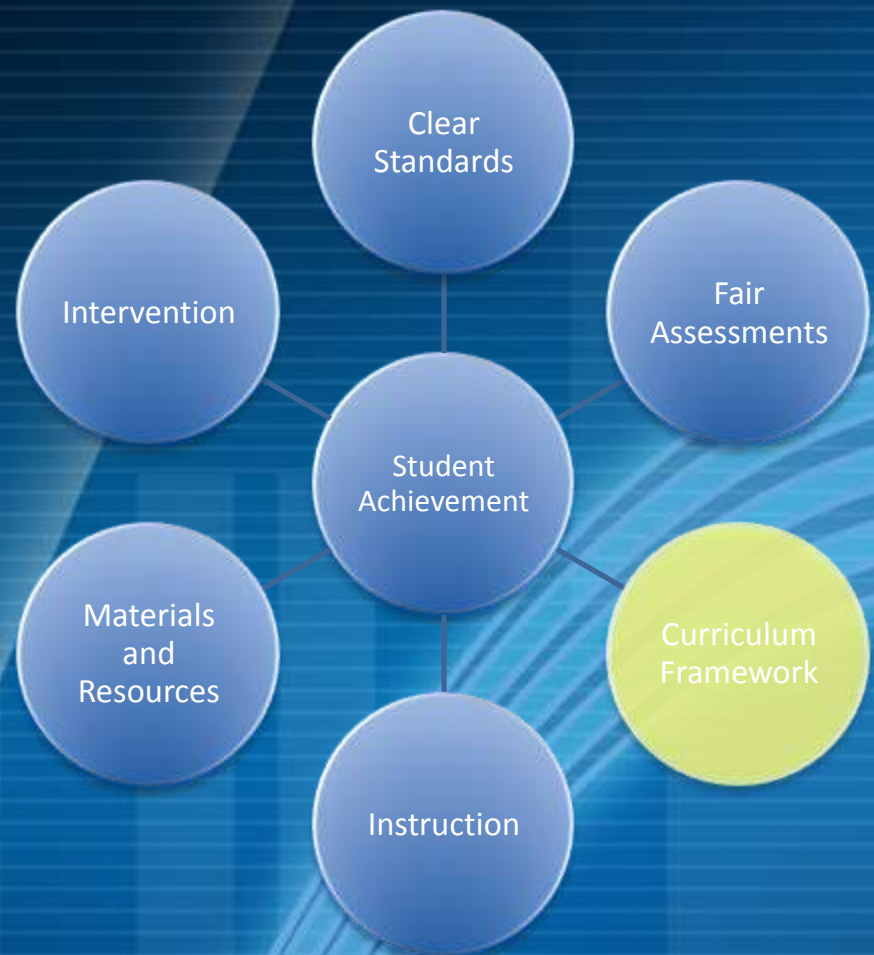 Clear
Standards
Fair
Assessments
Curriculum
Framework
Instruction
Materials
and
Resources
Intervention
Student
Achievement